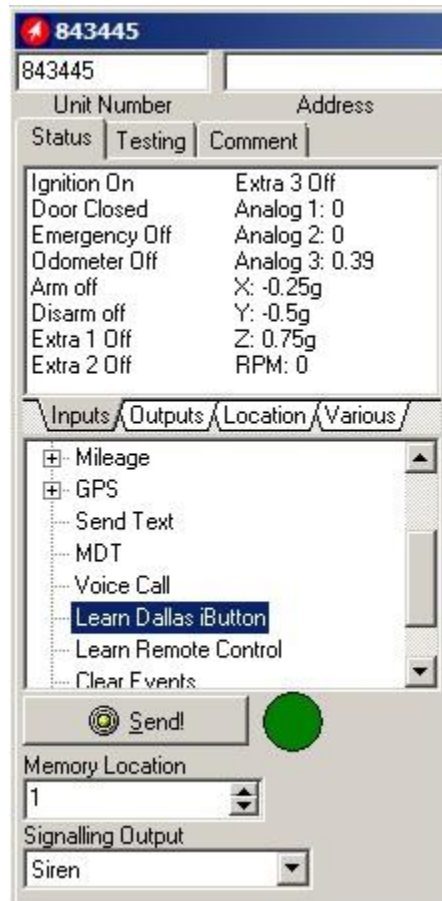 843445
843445
Unit Number Address
Status Testing Comment
Ignition On Extra 3 Off
Door Closed Analog 1: 0
Emergency Off Analog 2: 0
Odometer Off Analog 3: 0.39
Arm off X: -0.25g
Disarm off Y: -0.5g
Extra 1 Off Z: 0.75g
Extra 2 Off RPM: 0
Inputs Outputs Location Various
Mileage
GPS
Send Text
MDT
Voice Call
Learn Dallas iButton
Learn Remote Control
Clear Events
Send!
Memory Location
1
Signalling Output
Siren